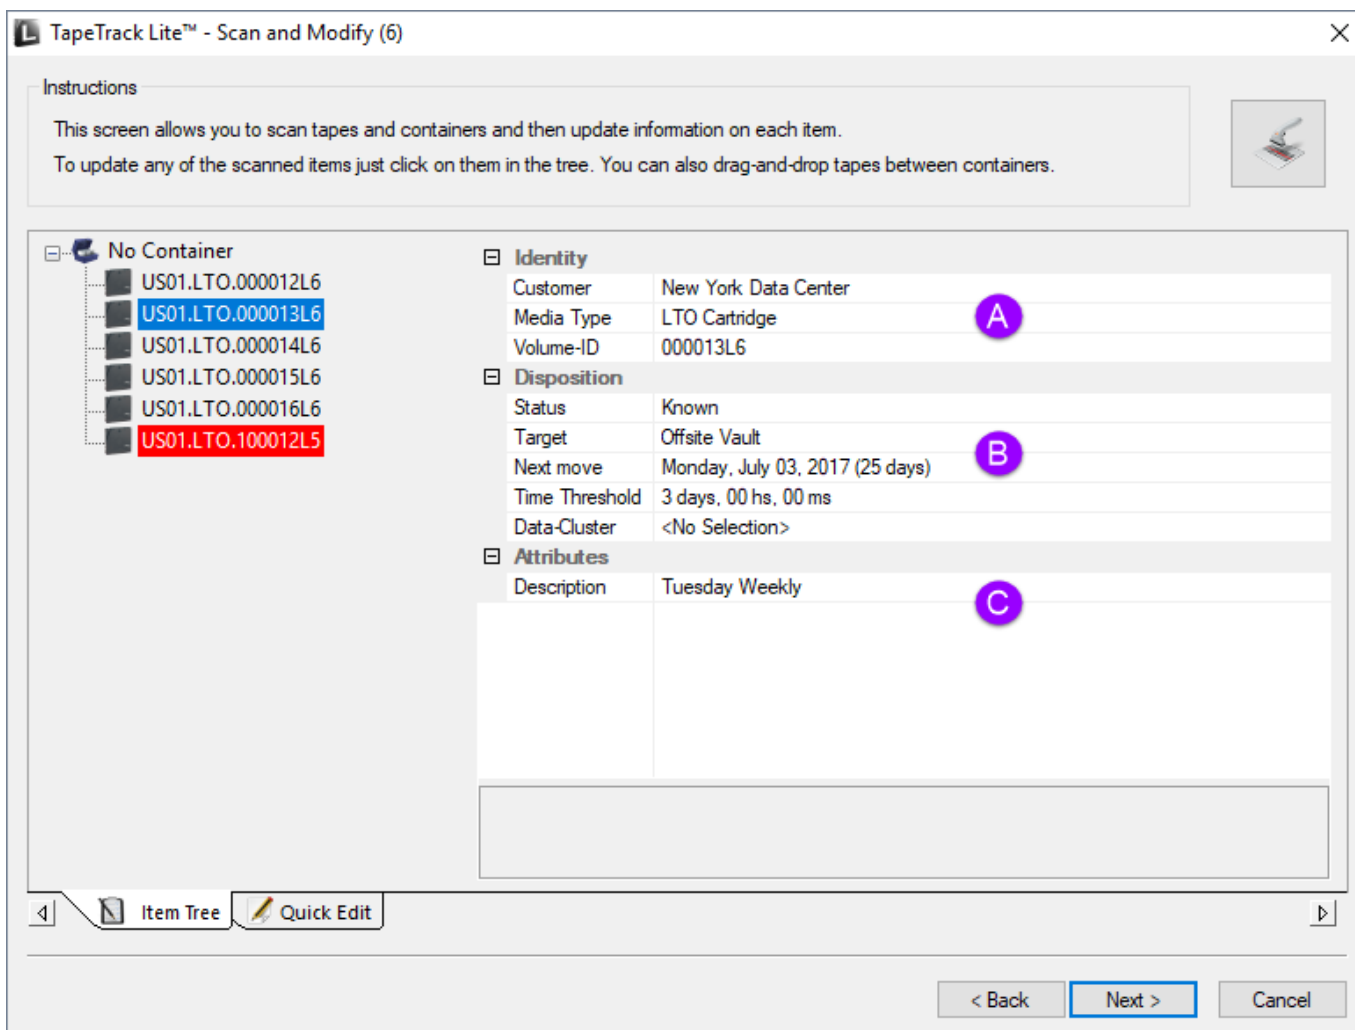 L TapeTrack Lite™ - Scan and Modify (6)
Instructions
This screen allows you to scan tapes and containers and then update information on each item.
To update any of the scanned items just click on them in the tree. You can also drag-and-drop tapes between containers.
No Container
US01.LTO.000012L6
US01.LTO.000013L6
US01.LTO.000014L6
US01.LTO.000015L6
US01.LTO.000016L6
US01.LTO.100012L5
Identity
Customer New York Data Center
Media Type LTO Cartridge
A
Volume-ID 000013L6
Disposition
Status Known
Target Offsite Vault
B
Next move Monday, July 03, 2017 (25 days)
Time Threshold 3 days, 00 hs, 00 ms
Data-Cluster <No Selection>
Attributes
Description Tuesday Weekly
C
Item Tree Quick Edit
< Back Next > Cancel